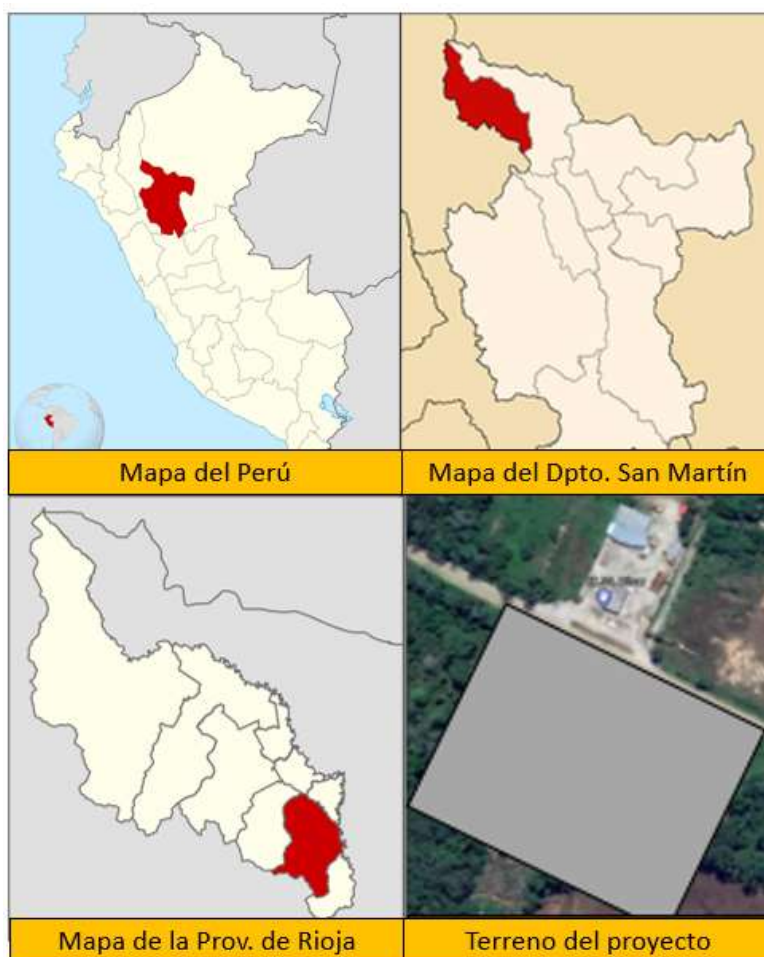 Mapa del Perú
Mapa del Dpto. San Martín
Mapa de la Prov. de Rioja
Terreno del proyecto